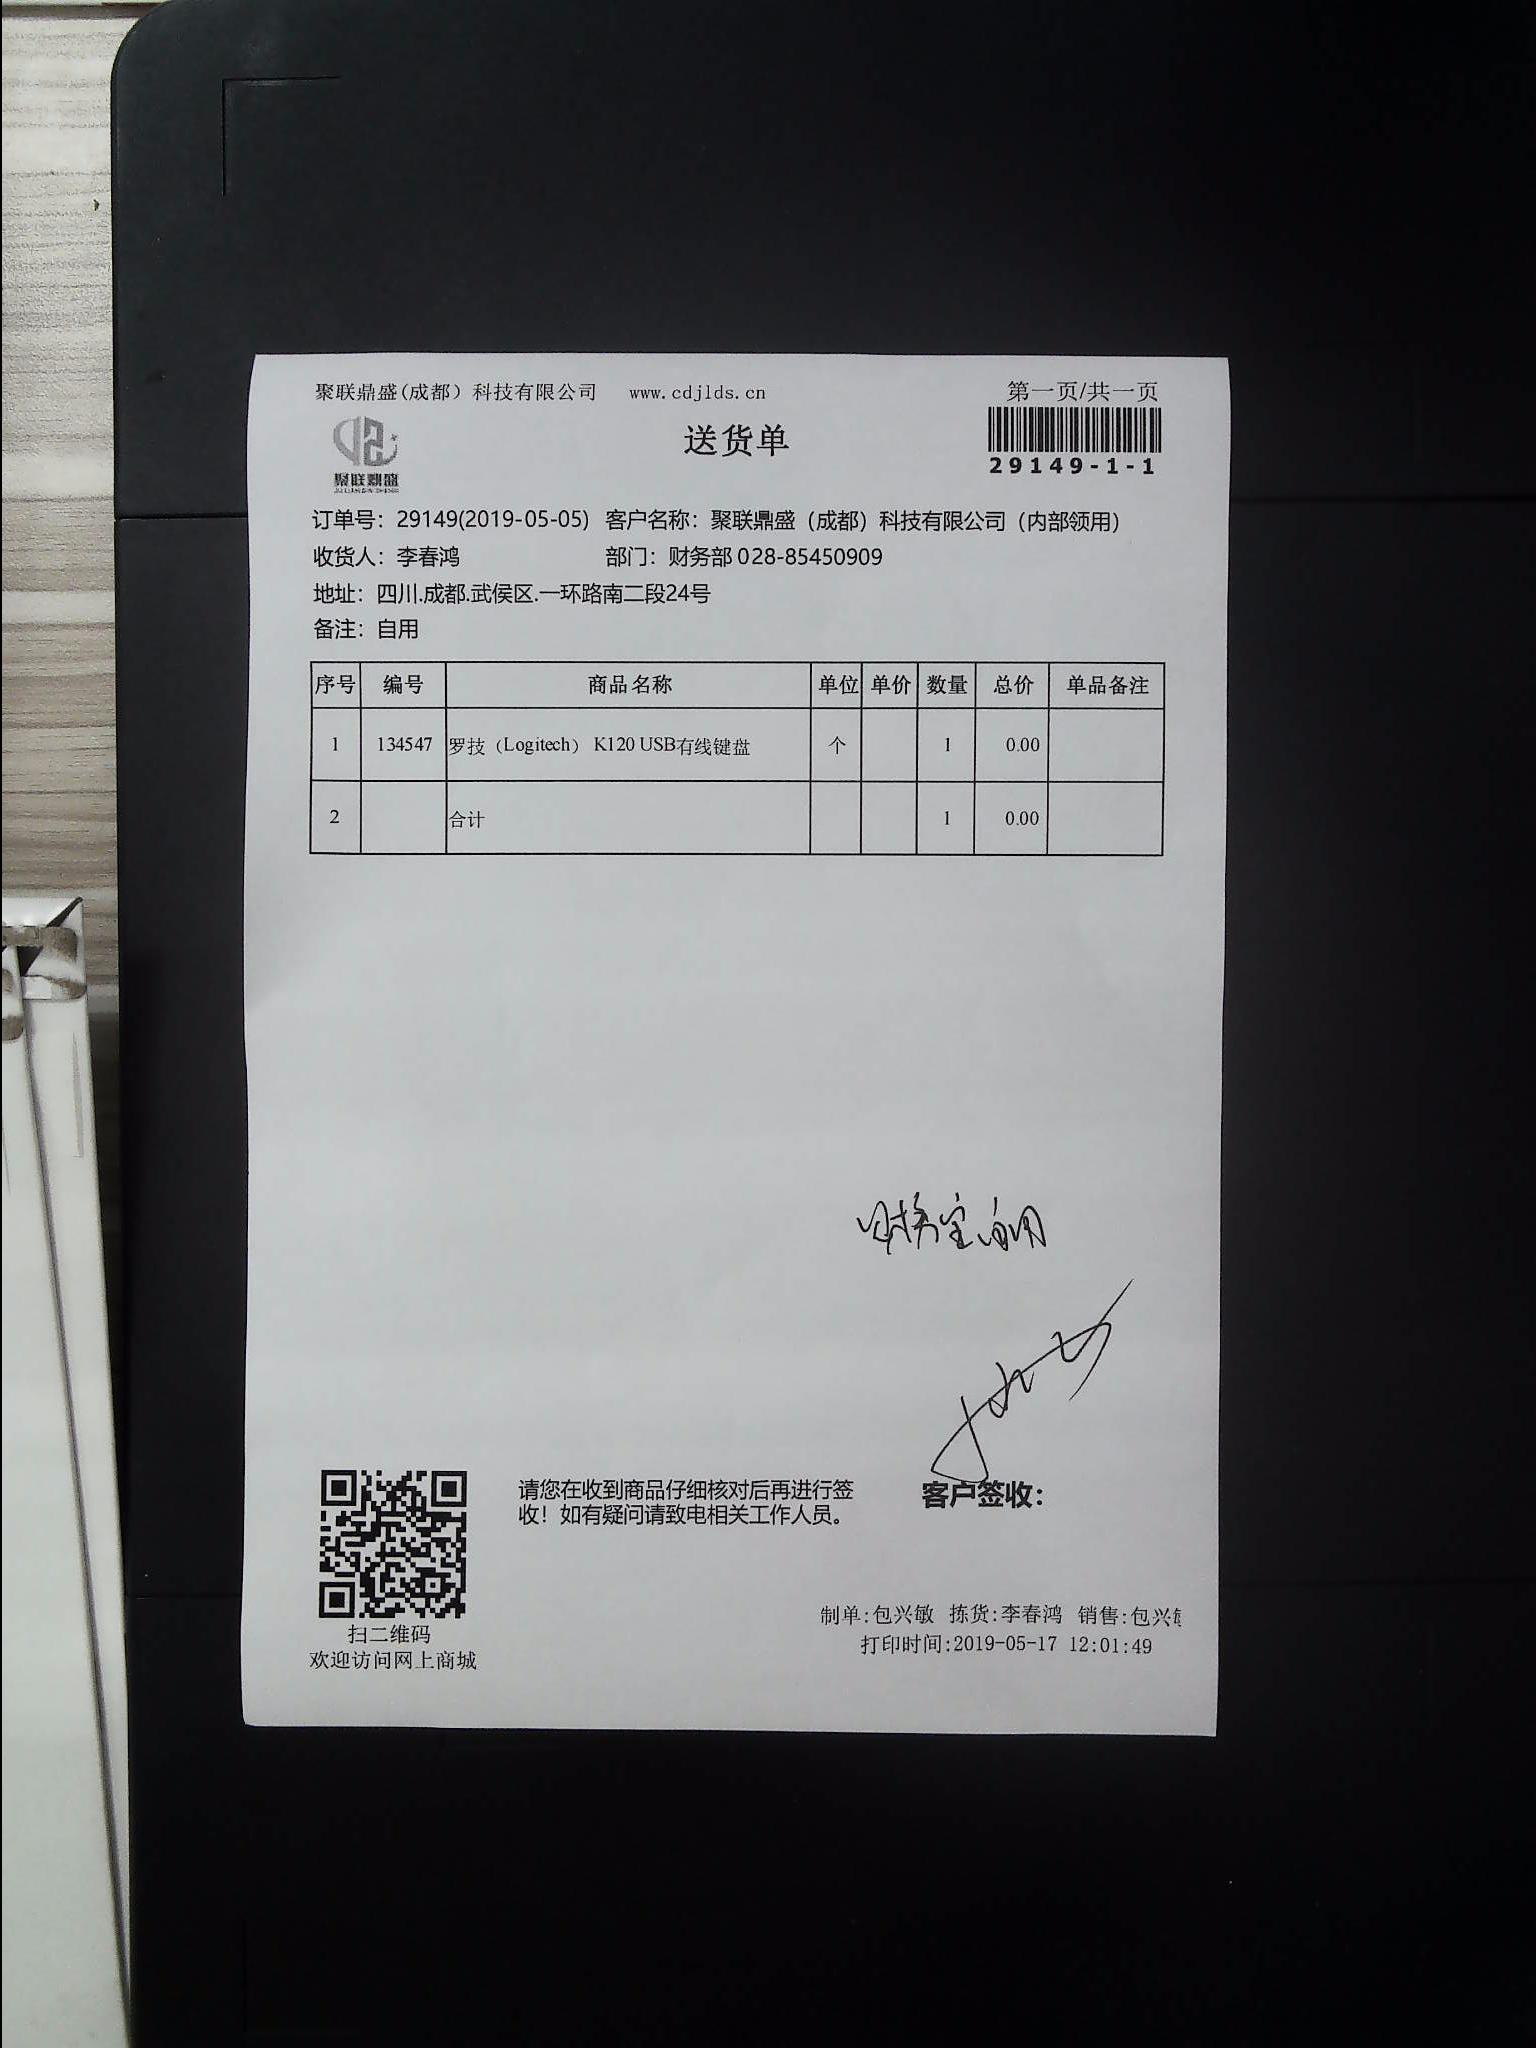 聚联鼎盛(成都）科技有限公司 www.cdjlds.cn 第一页/共一页
聚联鼎盛
送货单
29149-1-1
订单号：29149(2019-05-05) 客户名称：聚联鼎盛（成都）科技有限公司（内部领用）
收货人：李春鸿 部门：财务部 028-85450909
地址：四川.成都.武侯区.一环路南二段24号
备注：自用
序号 编号 商品名称 单位 单价 数量 总价 单品备注
1 134547 罗技（Logitech） K120 USB有线键盘 个 1 0.00
2 合计 1 0.00
财务室自用
请您在收到商品仔细核对后再进行签
收！如有疑问请致电相关工作人员。
客户签收：
扫二维码
欢迎访问网上商城
制单:包兴敏 拣货:李春鸿 销售:包兴
打印时间:2019-05-17 12:01:49